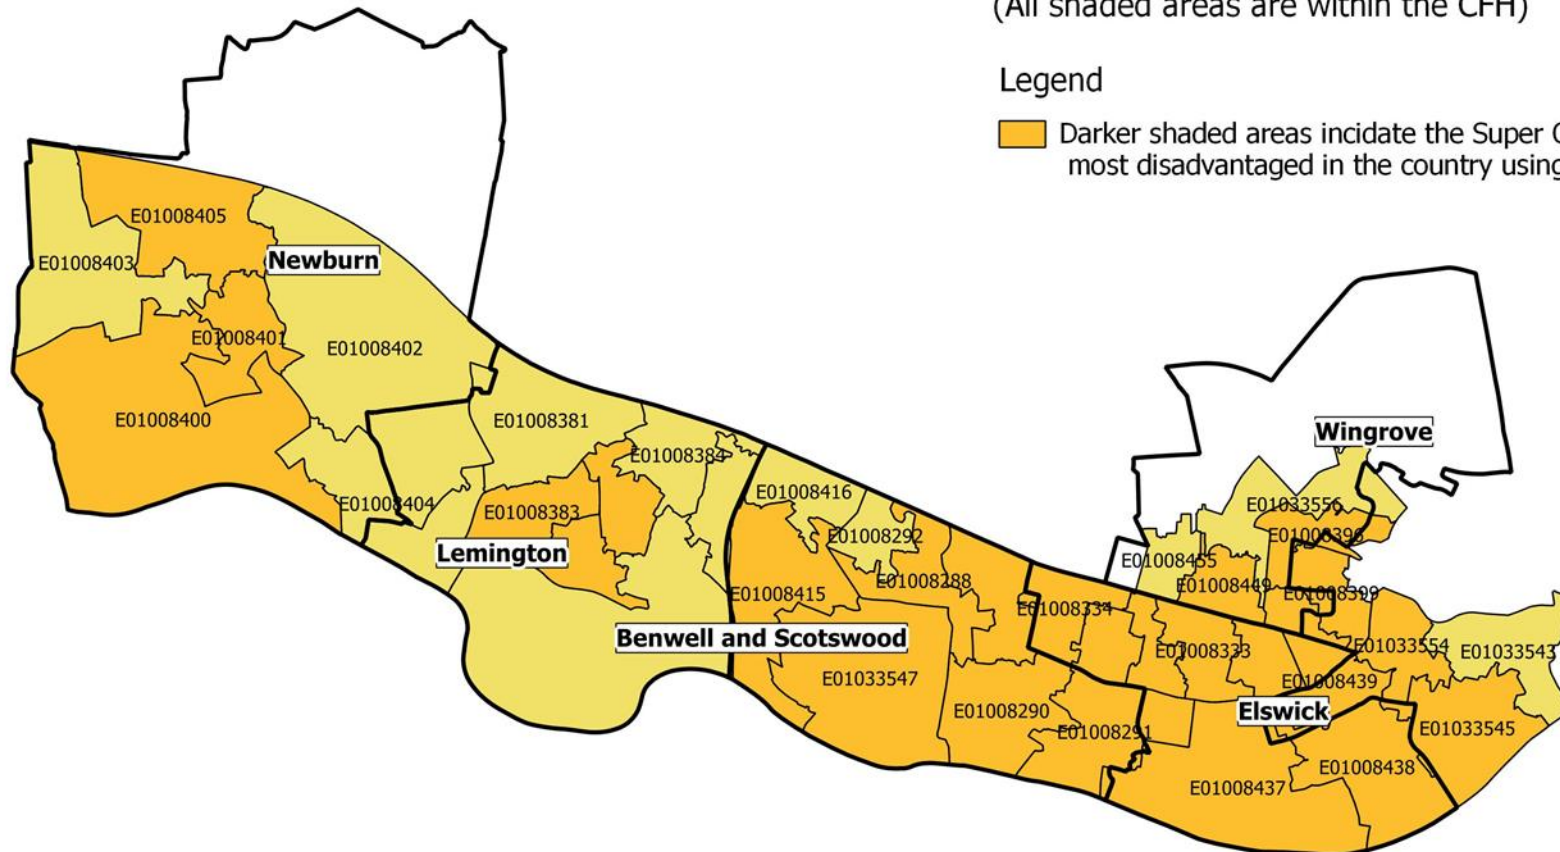 (All shaded areas are within the CFH)
Legend
Darker shaded areas incidate the Super
most disadvantaged in the country using
E01008405
E01008403
Newburn
E01008401
E01008402
E01008400
E01008381
E01008384
E01008404
E01008383
Lemington
E01008416
E01008292
E01008288
E01008415
Benwell and Scotswood
E01033547
E01008290
E01008291
E01008334
E01008333
Wingrove
E01033556
E01008396
E01008455
E01008449
E01008399
E01033554
E01033543
E01008439
Elswick
E01033545
E01008438
E01008437